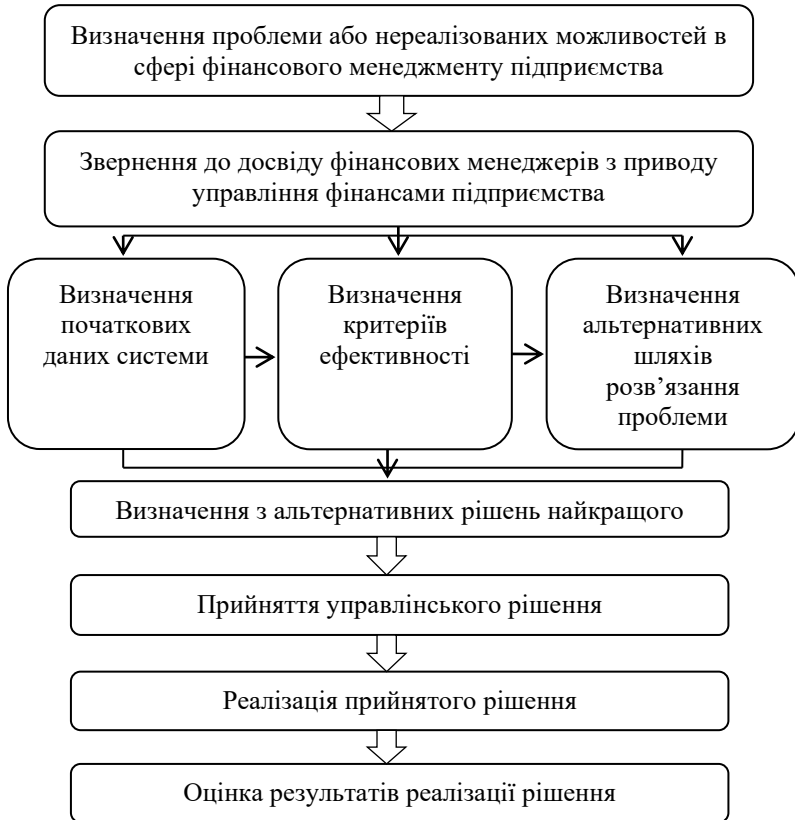 Визначення проблеми або нереалізованих можливостей в
сфері фінансового менеджменту підприємства
Звернення до досвіду фінансових менеджерів з приводу
управління фінансами підприємства
Визначення
початкових
даних системи
Визначення
критеріїв
ефективності
Визначення
альтернативних
шляхів
розв’язання
проблеми
Визначення з альтернативних рішень найкращого
Прийняття управлінського рішення
Реалізація прийнятого рішення
Оцінка результатів реалізації рішення